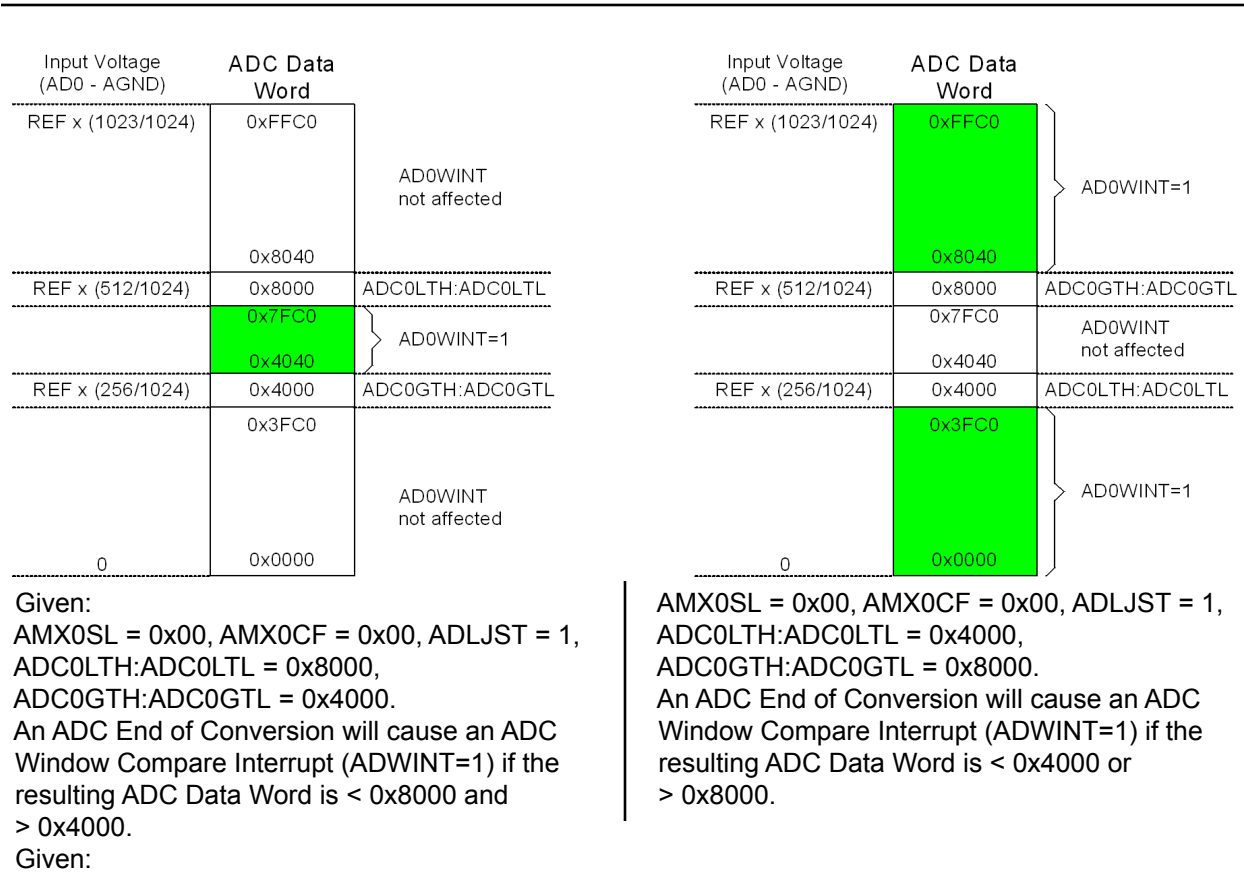 Input Voltage
(AD0 - AGND)
ADC Data
Word
REF x (1023/1024)
0xFFC0
AD0WINT
not affected
0x8040
REF x (512/1024)
0x8000
ADC0LTH:ADC0LTL
0x7FC0
AD0WINT=1
0x4040
REF x (256/1024)
0x4000
ADC0GTH:ADC0GTL
0x3FC0
AD0WINT
not affected
0
0x0000
Given:
AMX0SL = 0x00, AMX0CF = 0x00, ADLJST = 1,
ADC0LTH:ADC0LTL = 0x8000,
ADC0GTH:ADC0GTL = 0x4000.
An ADC End of Conversion will cause an ADC
Window Compare Interrupt (ADWINT=1) if the
resulting ADC Data Word is < 0x8000 and
> 0x4000.
Given:
Input Voltage
(AD0 - AGND)
ADC Data
Word
REF x (1023/1024)
0xFFC0
AD0WINT=1
0x8040
REF x (512/1024)
0x8000
ADC0GTH:ADC0GTL
0x7FC0
AD0WINT
not affected
0x4040
REF x (256/1024)
0x4000
ADC0LTH:ADC0LTL
0x3FC0
AD0WINT=1
0
0x0000
AMX0SL = 0x00, AMX0CF = 0x00, ADLJST = 1,
ADC0LTH:ADC0LTL = 0x4000,
ADC0GTH:ADC0GTL = 0x8000.
An ADC End of Conversion will cause an ADC
Window Compare Interrupt (ADWINT=1) if the
resulting ADC Data Word is < 0x4000 or
> 0x8000.